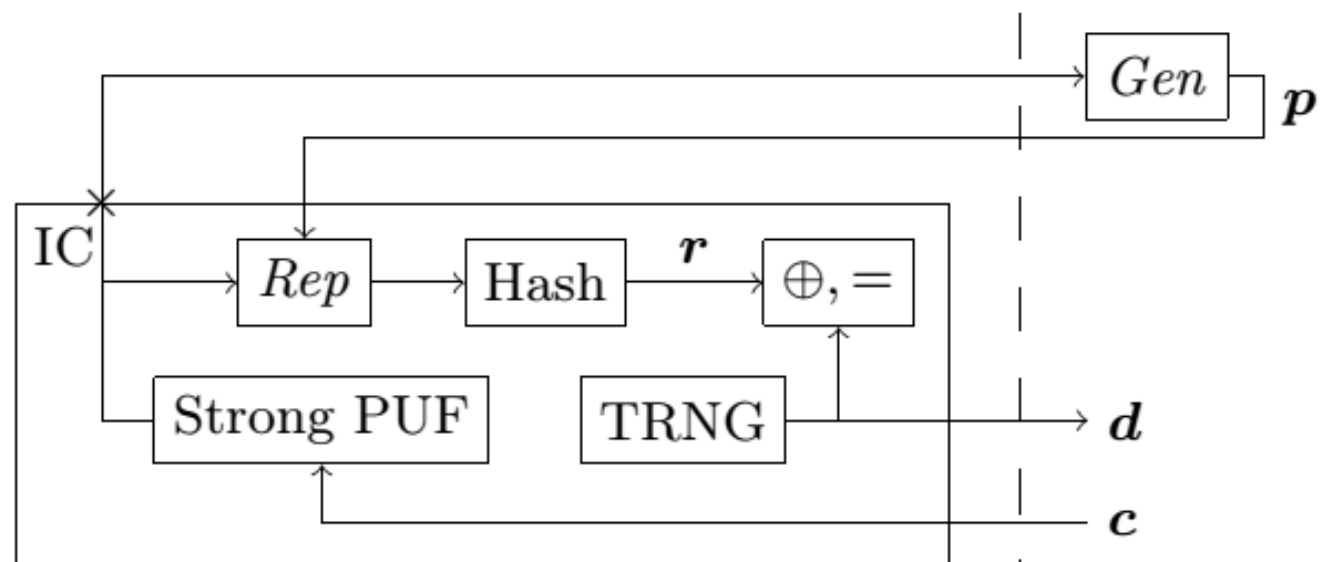 Gen
p
IC
Rep
Hash
r
⊕, =
Strong PUF
TRNG
d
c